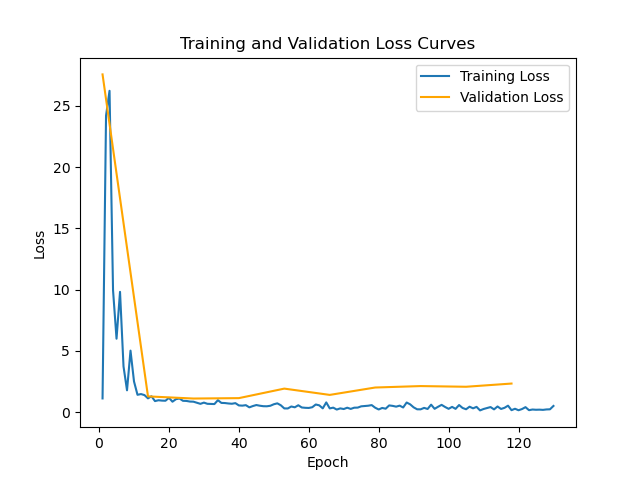 Training and Validation Loss Curves
Training Loss
Validation Loss
25
20
15
10
5
0
Loss
0 20 40 60 80 100 120
Epoch